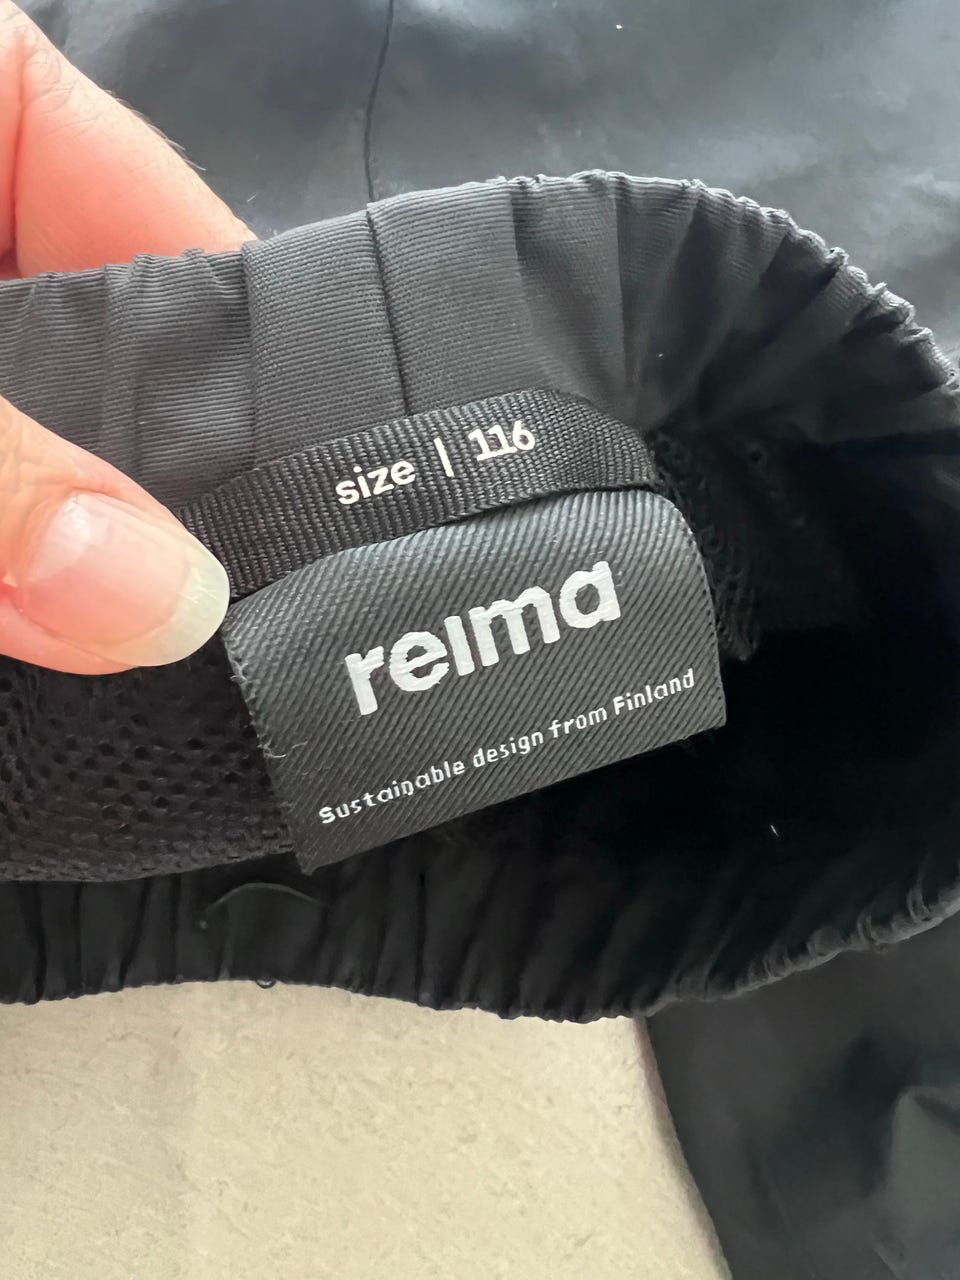 size | 116
reima
Sustainable design from Finland